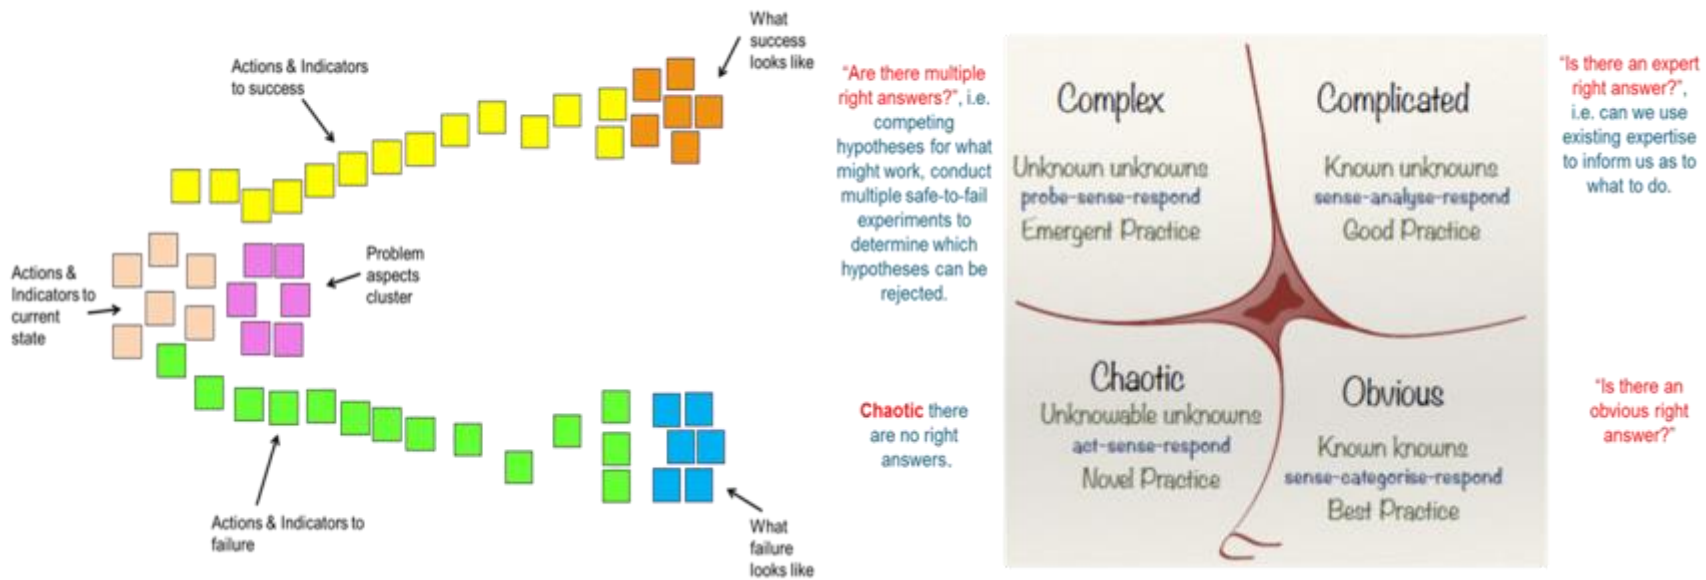 What
success
looks like
Actions & Indicators
to success
Actions &
Indicators to
current
state
Problem
aspects
cluster
Actions & Indicators to
failure
What
failure
looks like
“Are there multiple
right answers?”, i.e.
competing
hypotheses for what
might work, conduct
multiple safe-to-fail
experiments to
determine which
hypotheses can be
rejected.
Chaotic there
are no right
answers.
Complex
Unknown unknowns
probe-sense-respond
Emergent Practice
Complicated
Known unknowns
sense-analyse-respond
Good Practice
Chaotic
Unknowable unknowns
act-sense-respond
Novel Practice
Obvious
Known knowns
sense-categorise-respond
Best Practice
“Is there an expert
right answer?”,
i.e. can we use
existing expertise
to inform us as to
what to do.
“Is there an
obvious right
answer?”